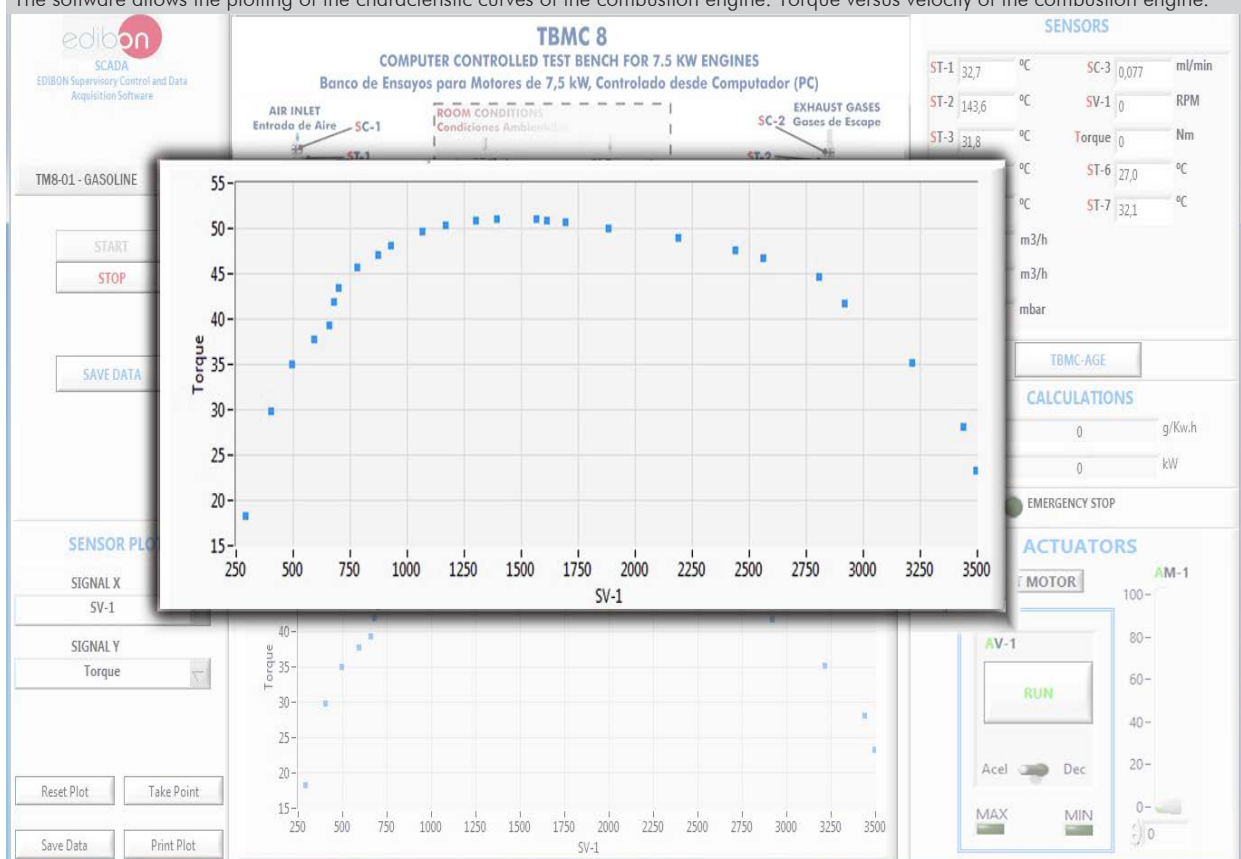 The software allows the plotting of the characteristic curves of the combustion engine. Torque versus velocity of the combustion engine.
edibon
SCADA
EDIBON Supervisory Control and Data
Acquisition Software
TBMC 8
COMPUTER CONTROLLED TEST BENCH FOR 7.5 KW ENGINES
Banco de Ensayos para Motores de 7,5 kW, Controlado desde Computador (PC)
AIR INLET
Entrada de Aire
SC-1
ST-1
ROOM CONDITIONS
Condiciones
EXHAUST GASES
SC-2 Gases de Escape
ST-2
SENSORS
ST-1 32,7 ºC SC-3 0,077 ml/min
ST-2 143,6 ºC SV-1 0 RPM
ST-3 31,8 ºC Torque 0 Nm
ºC ST-6 27,0 ºC
ºC ST-7 32,1 ºC
m3/h
m3/h
mbar
TM8-01 - GASOLINE
START
STOP
SAVE DATA
55
50
45
40
35
30
25
20
15
Torque
250 500 750 1000 1250 1500 1750 2000 2250 2500 2750 3000 3250 3500
SV-1
TBMC-AGE
CALCULATIONS
0 g/Kw.h
0 kW
EMERGENCY STOP
SENSOR PLO
SIGNAL X
SV-1
SIGNAL Y
Torque
Reset Plot Take Point
Save Data Print Plot
40
35
30
25
20
15
Torque
250 500 750 1000 1250 1500 1750 2000 2250 2500 2750 3000 3250 3500
SV-1
ACTUATORS
MOTOR
AM-1
100
80
60
40
20
0
0
AV-1
RUN
Acel Dec
MAX MIN